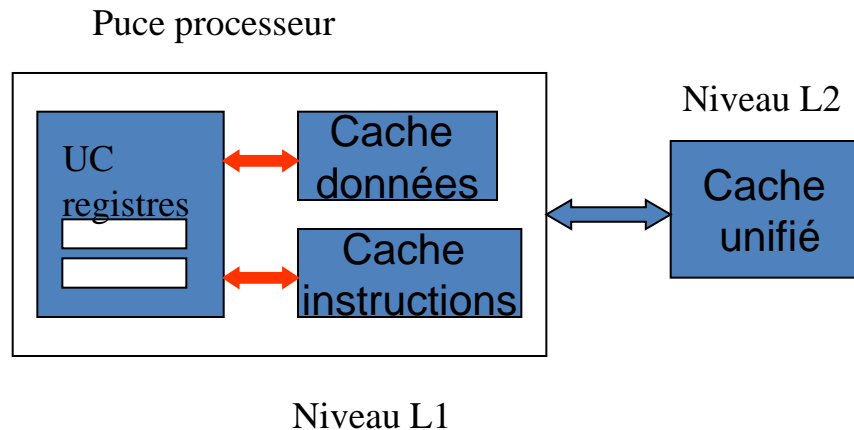 Puce processeur
Niveau L2
UC
registres
Cache
données
Cache
instructions
Cache
unifié
Niveau L1